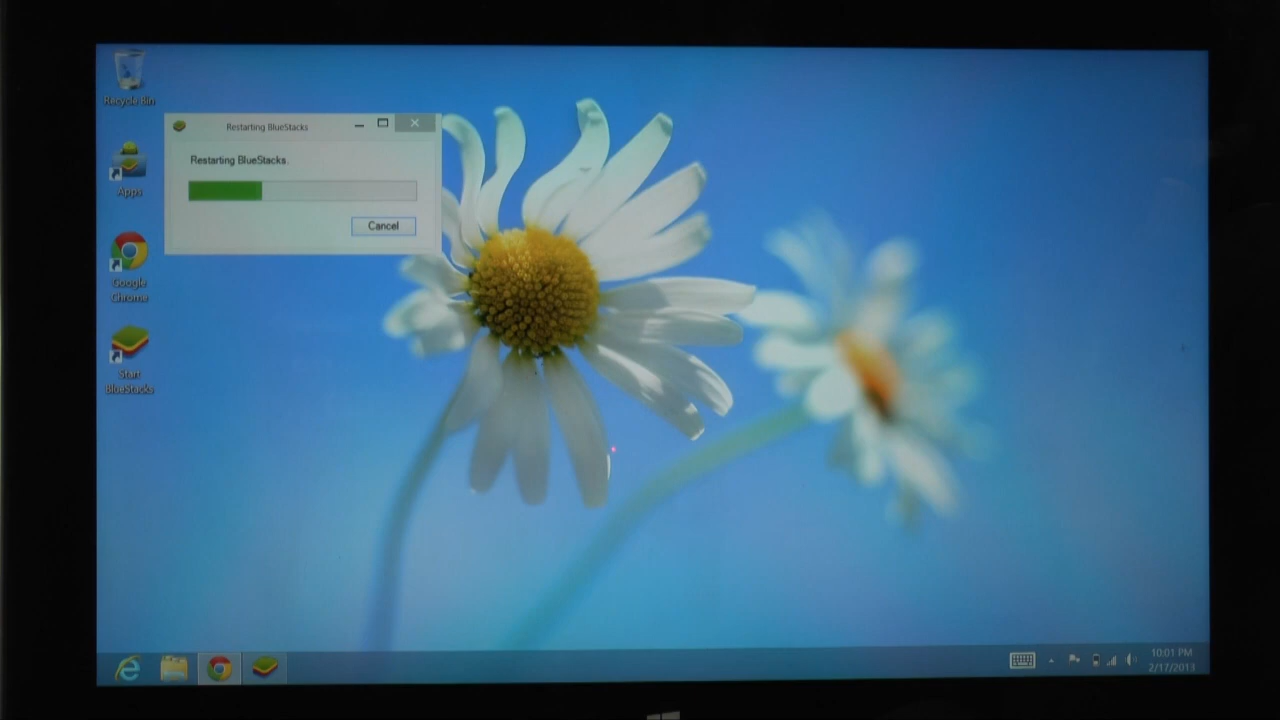 Recycle Bin
Restarting BlueStacks
Restarting BlueStacks.
Cancel
Apps
Google
Chrome
Start
BlueStacks
10:01 PM
2/17/2013